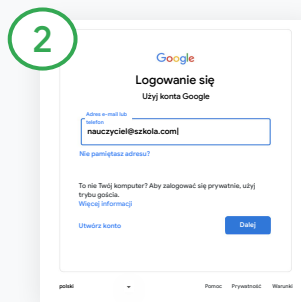 2
Google
Logowanie się
Użyj konta Google
Adres e-mail lub
telefon
nauczyciel@szkola.com
Nie pamiętasz adresu?
To nie Twój komputer? Aby zalogować się prywatnie, użyj
trybu gościa.
Więcej informacji
Utwórz konto
Dalej
polski
Pomoc Prywatność Warunki